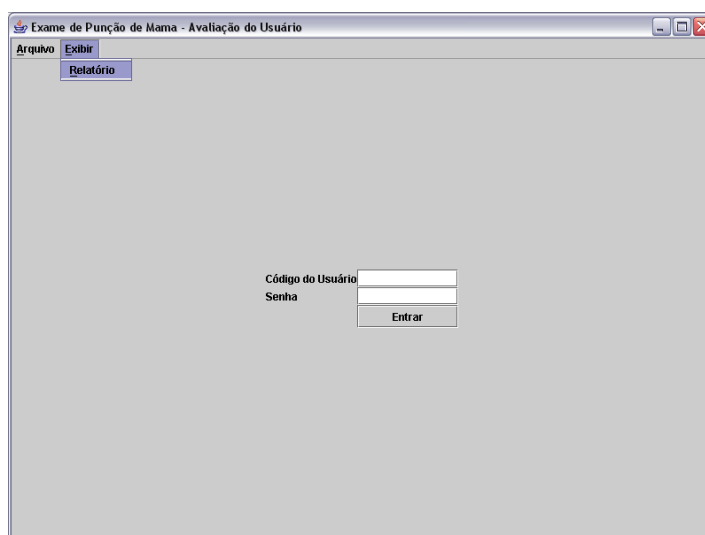 Exame de Punção de Mama - Avaliação do Usuário
Arquivo Exibir
Relatório
Código do Usuário
Senha
Entrar